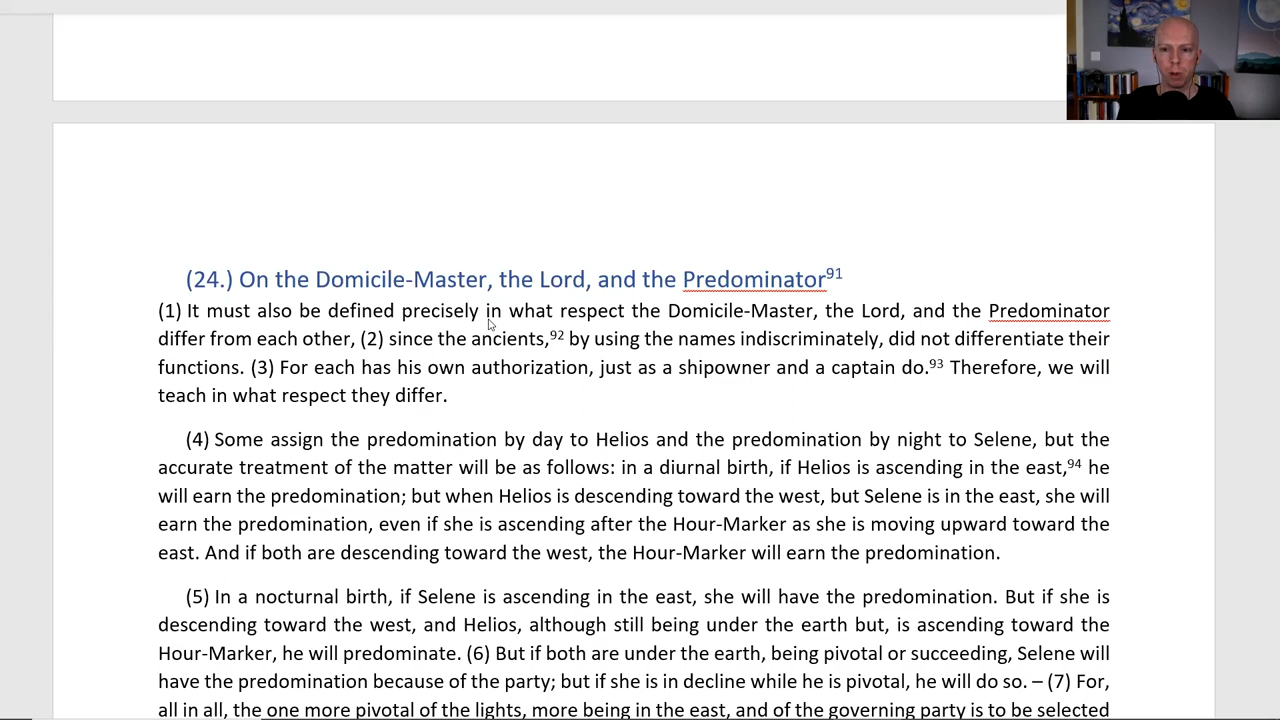 (24.) On the Domicile-Master, the Lord, and the Predominator91
(1) It must also be defined precisely in what respect the Domicile-Master, the Lord, and the Predominator
differ from each other, (2) since the ancients,92 by using the names indiscriminately, did not differentiate their
functions. (3) For each has his own authorization, just as a shipowner and a captain do.93 Therefore, we will
teach in what respect they differ.
(4) Some assign the predomination by day to Helios and the predomination by night to Selene, but the
accurate treatment of the matter will be as follows: in a diurnal birth, if Helios is ascending in the east,94 he
will earn the predomination; but when Helios is descending toward the west, but Selene is in the east, she will
earn the predomination, even if she is ascending after the Hour-Marker as she is moving upward toward the
east. And if both are descending toward the west, the Hour-Marker will earn the predomination.
(5) In a nocturnal birth, if Selene is ascending in the east, she will have the predomination. But if she is
descending toward the west, and Helios, although still being under the earth but, is ascending toward the
Hour-Marker, he will predominate. (6) But if both are under the earth, being pivotal or succeeding, Selene will
have the predomination because of the party; but if she is in decline while he is pivotal, he will do so. – (7) For,
all in all, the one more pivotal of the lights, more being in the east, and of the governing party is to be selected